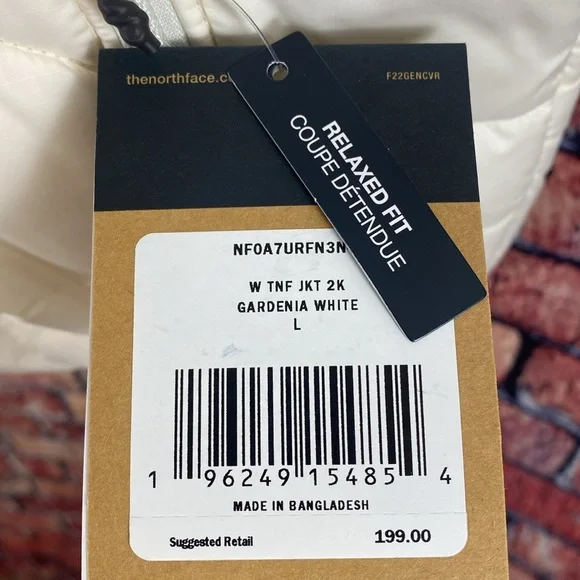 thenorthface.c
F22GENCVR
RELAXED FIT
COUPE DÉTENDUE
NF0A7URFN3N
W TNF JKT 2K
GARDENIA WHITE
L
1 96249 15485 4
MADE IN BANGLADESH
Suggested Retail 199.00